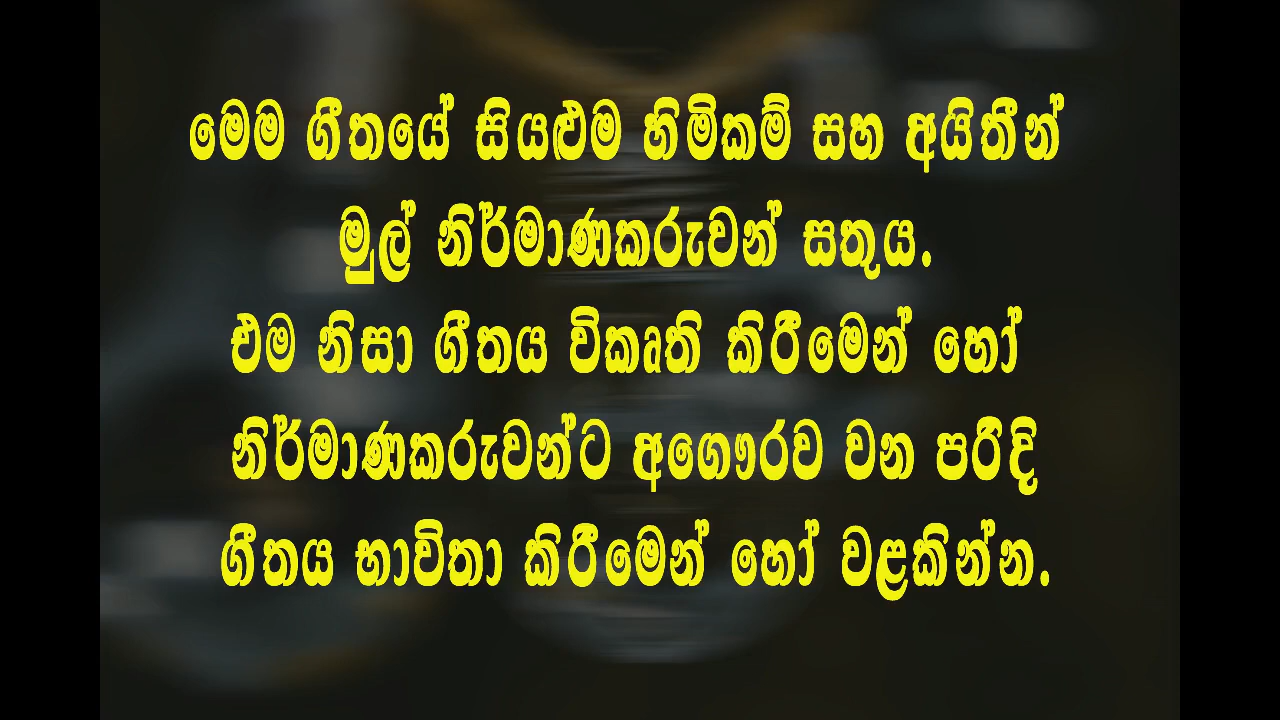 මෙම ගීතයේ සියළුම හිමිකම් සහ අයිතීන්
මුල් නිර්මාණකරුවන් සතුය.
එම නිසා ගීතය විකෘති කිරීමෙන් හෝ
නිර්මාණකරුවන්ට අගෞරව වන පරිදි
ගීතය භාවිතා කිරීමෙන් හෝ වළකින්න.